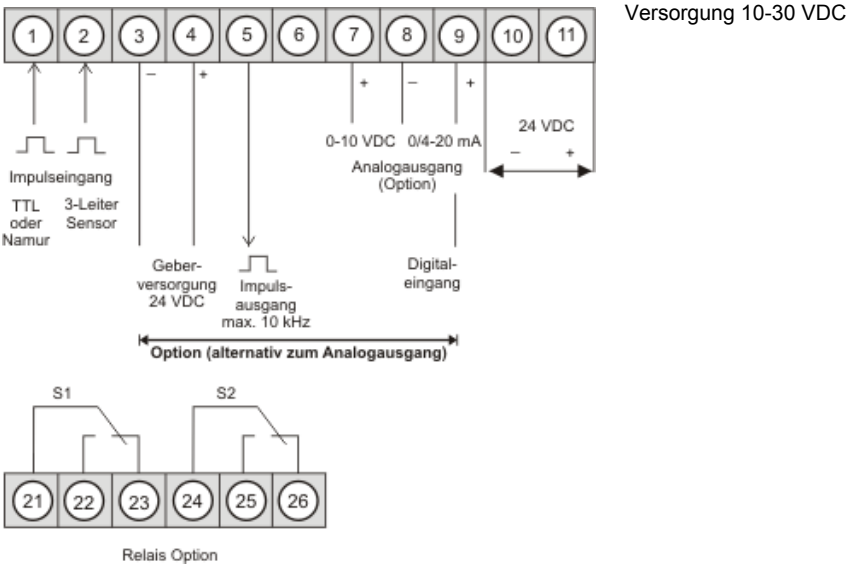 Versorgung 10-30 VDC
1 2 3 4 5 6 7 8 9 10 11
– + + – +
0-10 VDC 0/4-20 mA
24 VDC
– +
Analogausgang
(Option)
Impulseingang
TTL
oder
Namur
3-Leiter
Sensor
Geber-
versorgung
24 VDC
Impuls-
ausgang
max. 10 kHz
Digital-
eingang
Option (alternativ zum Analogausgang)
S1 S2
21 22 23 24 25 26
Relais Option